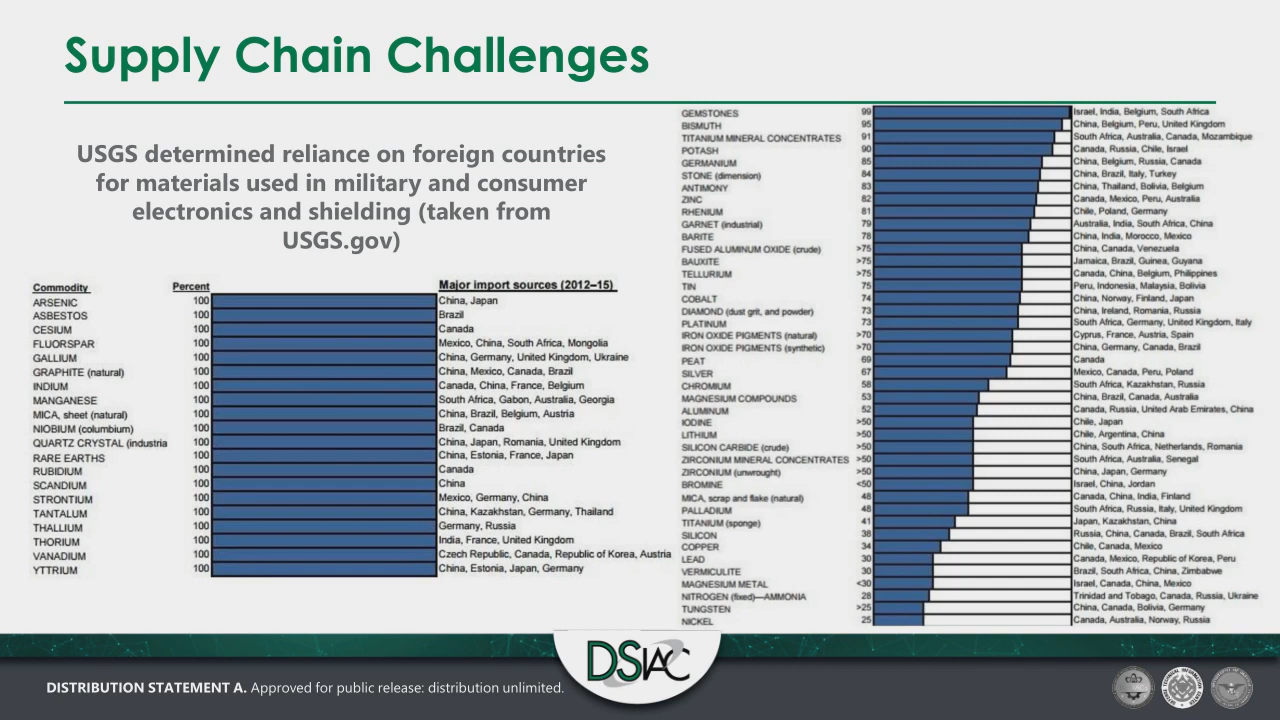 Supply Chain Challenges
USGS determined reliance on foreign countries
for materials used in military and consumer
electronics and shielding (taken from
USGS.gov)
Commodity Percent Major import sources (2012–15)
ARSENIC 100 China, Japan
ASBESTOS 100 Brazil
CESIUM 100 Canada
FLUORSPAR 100 Mexico, China, South Africa, Mongolia
GALLIUM 100 China, Germany, United Kingdom, Ukraine
GRAPHITE (natural) 100 China, Mexico, Canada, Brazil
INDIUM 100 Canada, China, France, Belgium
MANGANESE 100 South Africa, Gabon, Australia, Georgia
MICA, sheet (natural) 100 China, Brazil, Belgium, Austria
NIOBIUM (columbium) 100 Brazil, Canada
QUARTZ CRYSTAL (industria 100 China, Japan, Romania, United Kingdom
RARE EARTHS 100 China, Estonia, France, Japan
RUBIDIUM 100 Canada
SCANDIUM 100 China
STRONTIUM 100 Mexico, Germany, China
TANTALUM 100 China, Kazakhstan, Germany, Thailand
THALLIUM 100 Germany, Russia
THORIUM 100 India, France, United Kingdom
VANADIUM 100 Czech Republic, Canada, Republic of Korea, Austria
YTTRIUM 100 China, Estonia, Japan, Germany
GEMSTONES 99 Israel, India, Belgium, South Africa
BISMUTH 95 China, Belgium, Peru, United Kingdom
TITANIUM MINERAL CONCENTRATES 91 South Africa, Australia, Canada, Mozambique
POTASH 90 Canada, Russia, Chile, Israel
GERMANIUM 85 China, Belgium, Russia, Canada
STONE (dimension) 84 China, Brazil, Italy, Turkey
ANTIMONY 83 China, Thailand, Bolivia, Belgium
ZINC 82 Canada, Mexico, Peru, Australia
RHENIUM 81 Chile, Poland, Germany
GARNET (industrial) 79 Australia, India, South Africa, China
BARITE 78 China, India, Morocco, Mexico
FUSED ALUMINUM OXIDE (crude) >75 China, Canada, Venezuela
BAUXITE >75 Jamaica, Brazil, Guinea, Guyana
TELLURIUM >75 Canada, China, Belgium, Philippines
TIN 75 Peru, Indonesia, Malaysia, Bolivia
COBALT 74 China, Norway, Finland, Japan
DIAMOND (dust grit, and powder) 73 China, Ireland, Romania, Russia
PLATINUM 73 South Africa, Germany, United Kingdom, Italy
IRON OXIDE PIGMENTS (natural) >70 Cyprus, France, Austria, Spain
IRON OXIDE PIGMENTS (synthetic) >70 China, Germany, Canada, Brazil
PEAT 69 Canada
SILVER 67 Mexico, Canada, Peru, Poland
CHROMIUM 58 South Africa, Kazakhstan, Russia
MAGNESIUM COMPOUNDS 53 China, Brazil, Canada, Australia
ALUMINUM 52 Canada, Russia, United Arab Emirates, China
IODINE >50 Chile, Japan
LITHIUM >50 Chile, Argentina, China
SILICON CARBIDE (crude) >50 China, South Africa, Netherlands, Romania
ZIRCONIUM MINERAL CONCENTRATES >50 South Africa, Australia, Senegal
ZIRCONIUM (unwrought) >50 China, Japan, Germany
BROMINE <50 Israel, China, Jordan
MICA, scrap and flake (natural) 48 Canada, China, India, Finland
PALLADIUM 48 South Africa, Russia, Italy, United Kingdom
TITANIUM (sponge) 41 Japan, Kazakhstan, China
SILICON 38 Russia, China, Canada, Brazil, South Africa
COPPER 34 Chile, Canada, Mexico
LEAD 30 Canada, Mexico, Republic of Korea, Peru
VERMICULITE 30 Brazil, South Africa, China, Zimbabwe
MAGNESIUM METAL <30 Israel, Canada, China, Mexico
NITROGEN (fixed)—AMMONIA 28 Trinidad and Tobago, Canada, Russia, Ukraine
TUNGSTEN >25 China, Canada, Bolivia, Germany
NICKEL 25 Canada, Australia, Norway, Russia
DISTRIBUTION STATEMENT A. Approved for public release: distribution unlimited.
DSIAC